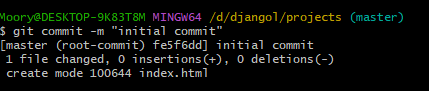 Moory@DESKTOP-9K83T8M MINGW64 /d/djangol/projects (master)
$ git commit -m "initial commit"
[master (root-commit) fe5f6dd] initial commit
1 file changed, 0 insertions(+), 0 deletions(-)
create mode 100644 index.html